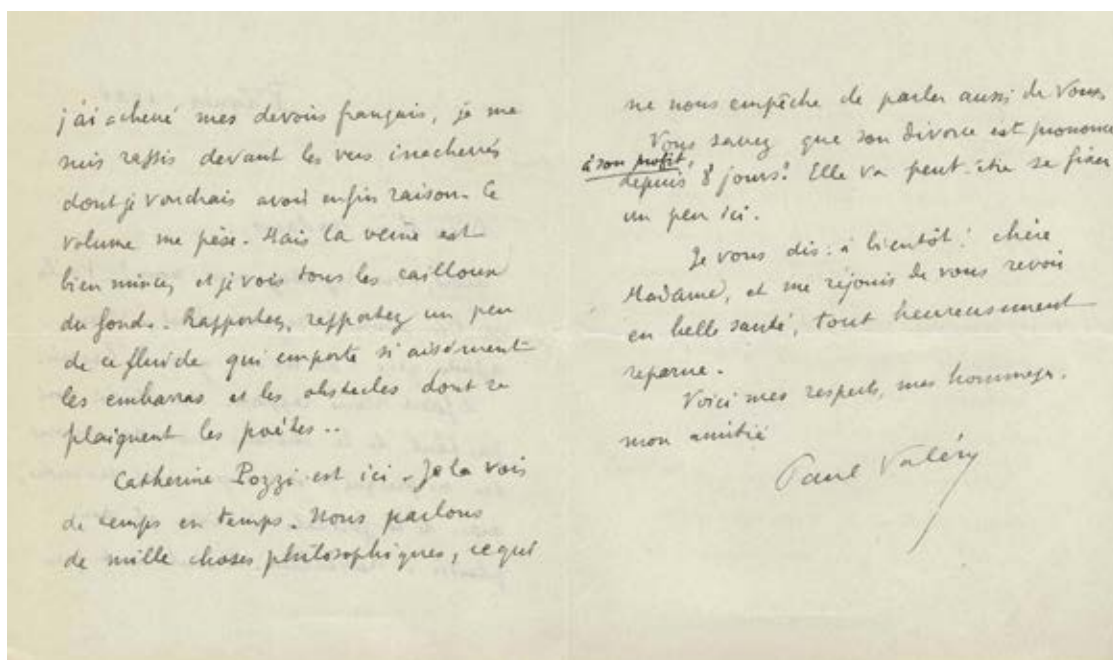 j'ai achevé mes devoirs français, je me
suis rassis devant les vers inachevés
dont je voudrais avoir enfin raison. Ce
volume me pèse. Mais la veine est
bien mince, et je vois tous les cailloux
du fond. Rapportez, rapportez un peu
de ce fluide qui emporte si aisément
les embarras et les obstacles dont se
plaignent les poètes..
Catherine Pozzi est ici. Je la vois
de temps en temps. Nous parlons
de mille choses philosophiques, ce qui
ne nous empêche de parler aussi de Vous.
Vous savez que son divorce est prononcé
à son profit,
depuis 8 jours! Elle va peut-être se fixer
un peu ici.
Je vous dis : à bientôt! chère
Madame, et me réjouis de vous revoir
en belle santé, tout heureusement
reparue.
Voici mes respects, mes hommages,
mon amitié
Paul Valéry